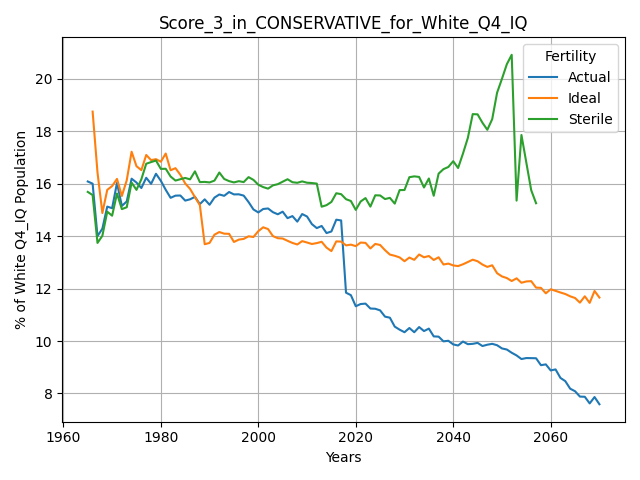 Score_3_in_CONSERVATIVE_for_White_Q4_IQ
% of White Q4_IQ Population
20
18
16
14
12
10
8
Fertility
Actual
Ideal
Sterile
1960
1980
2000
2020
2040
2060
Years